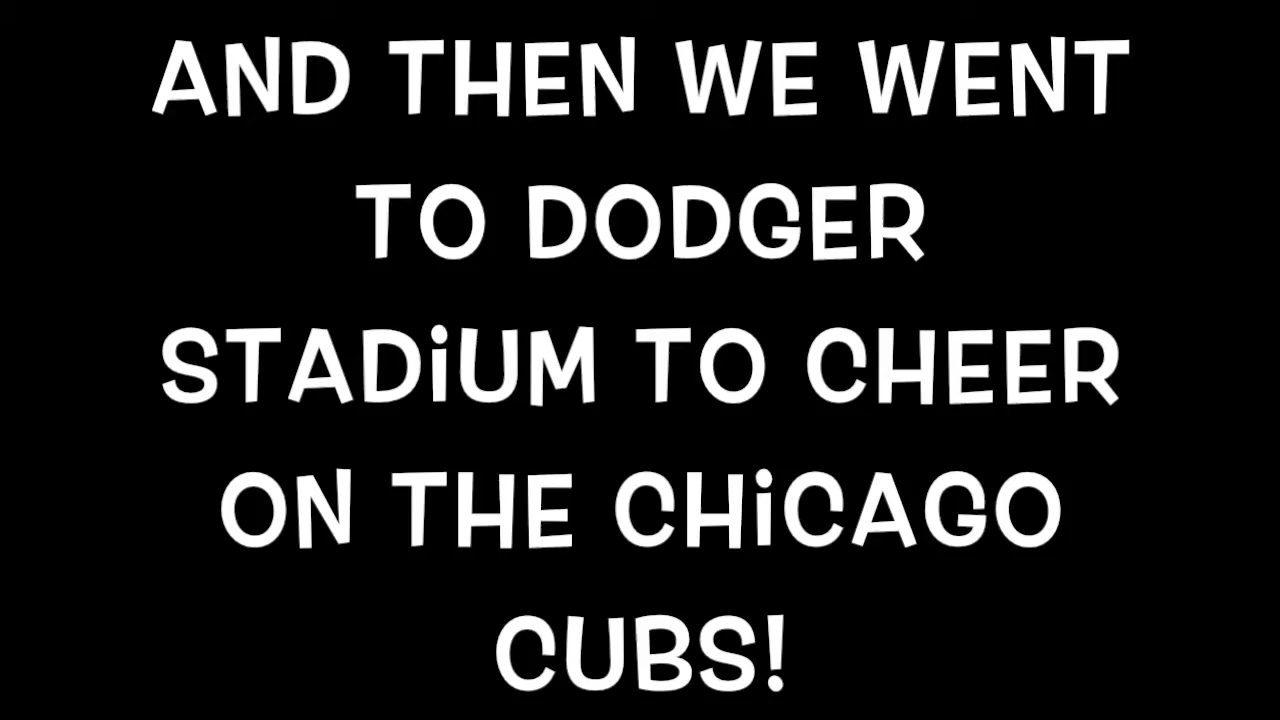 AND THEN WE WENT
TO DODGER
STADiUM TO CHEER
ON THE CHiCAGO
CUBS!